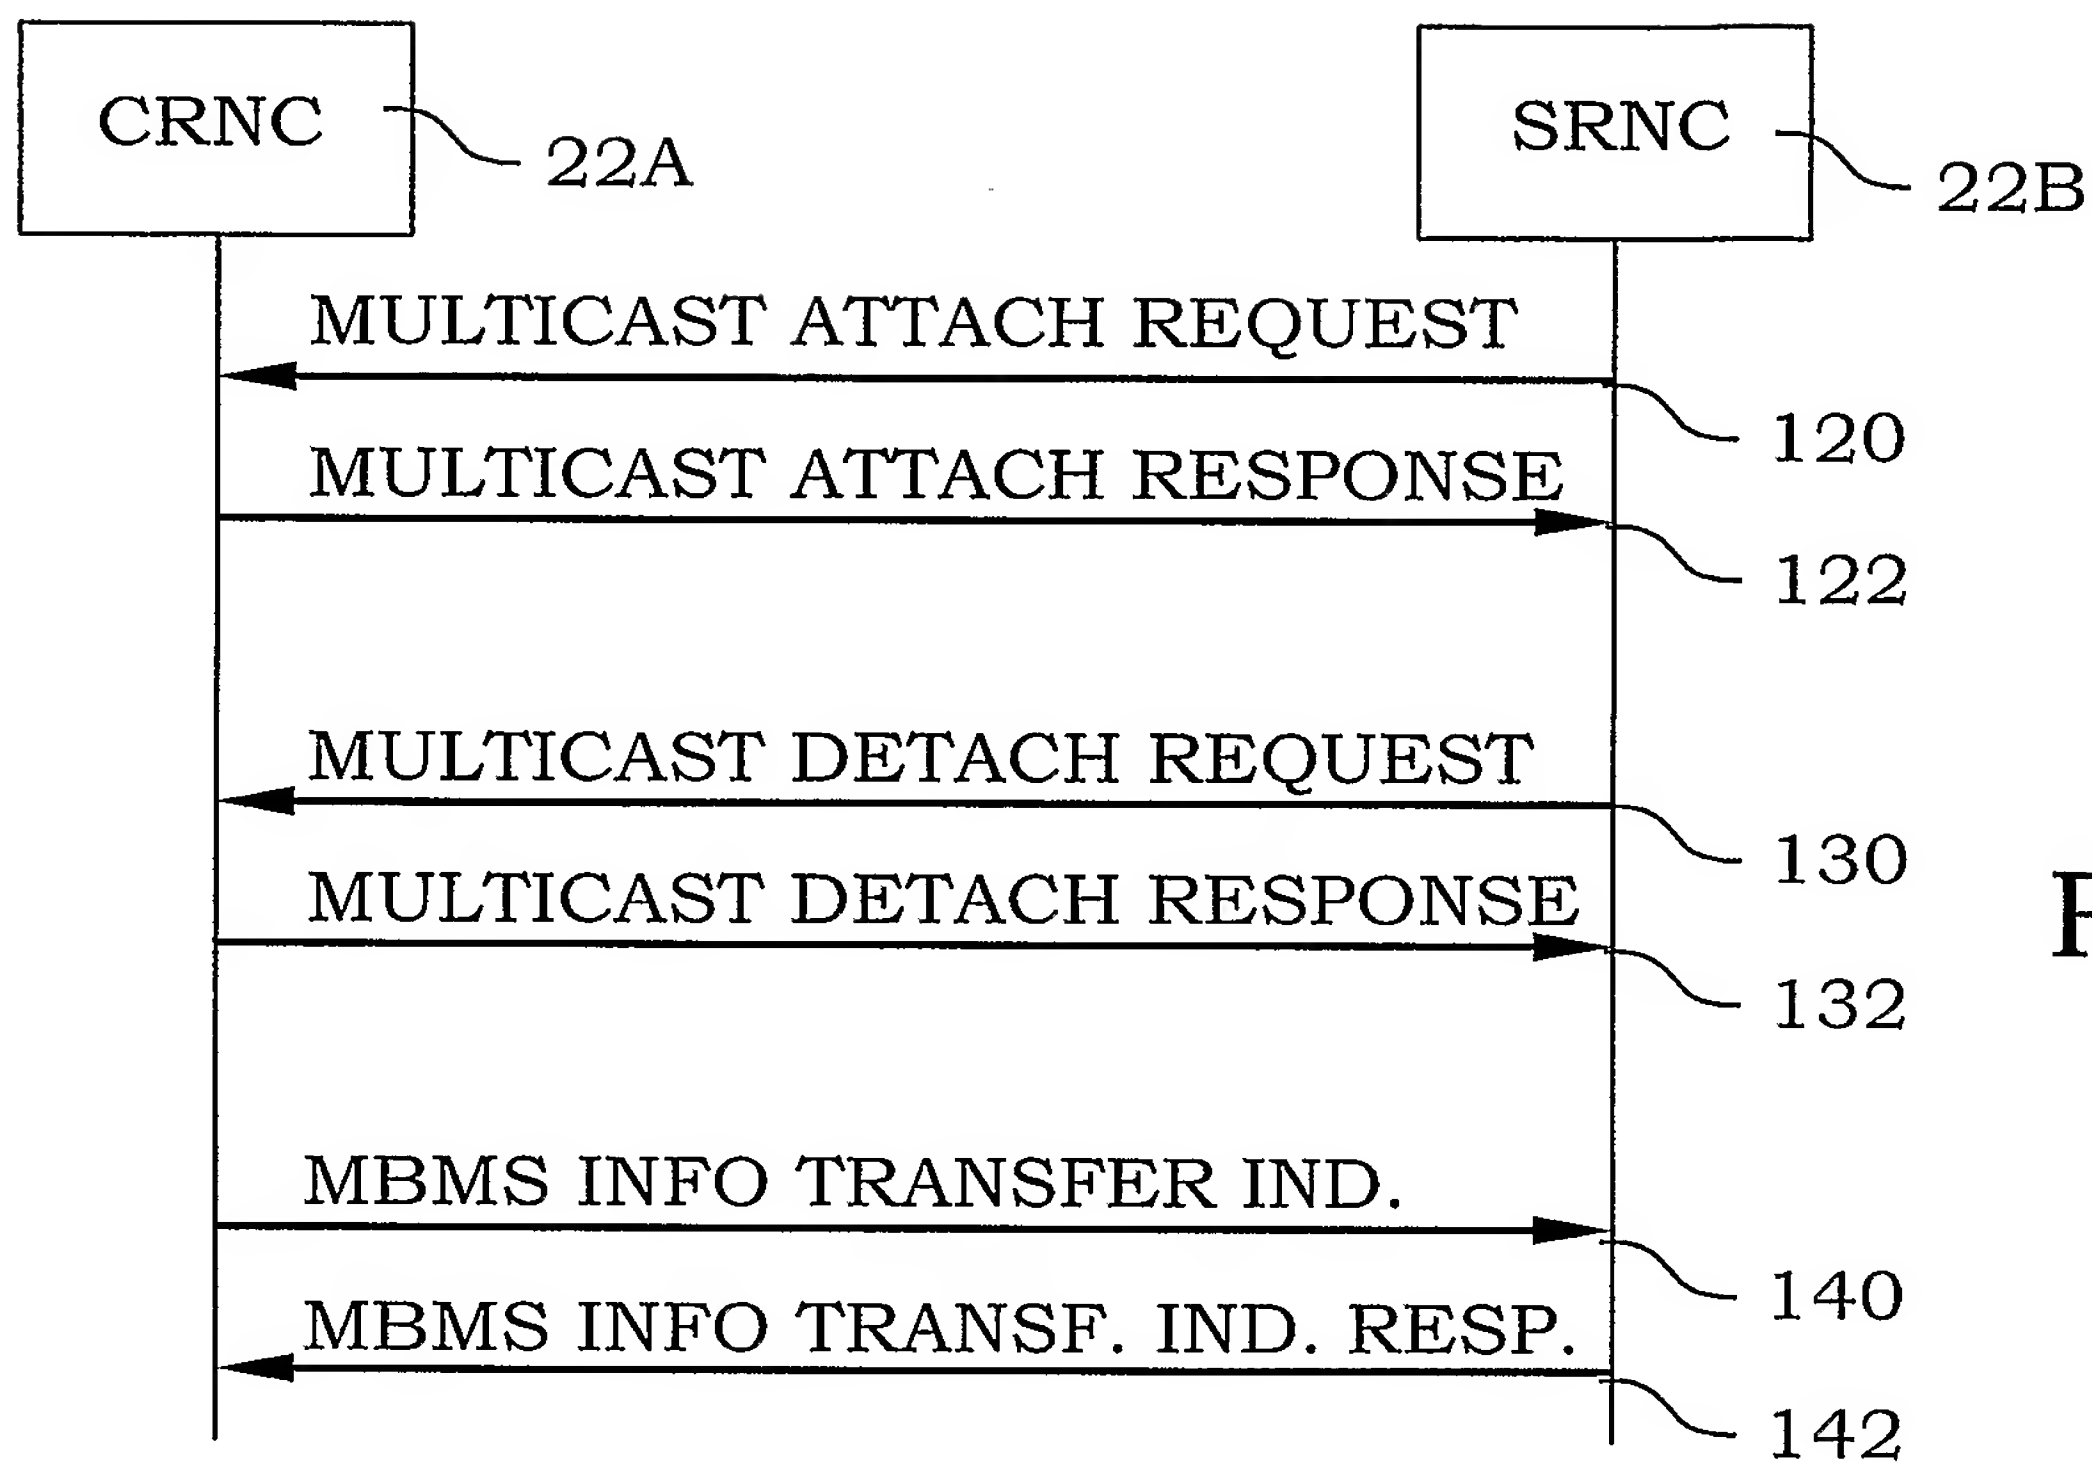 CRNC
22A
SRNC
22B
MULTICAST ATTACH REQUEST
120
MULTICAST ATTACH RESPONSE
122
MULTICAST DETACH REQUEST
130
MULTICAST DETACH RESPONSE
132
MBMS INFO TRANSFER IND.
140
MBMS INFO TRANSF. IND. RESP.
142